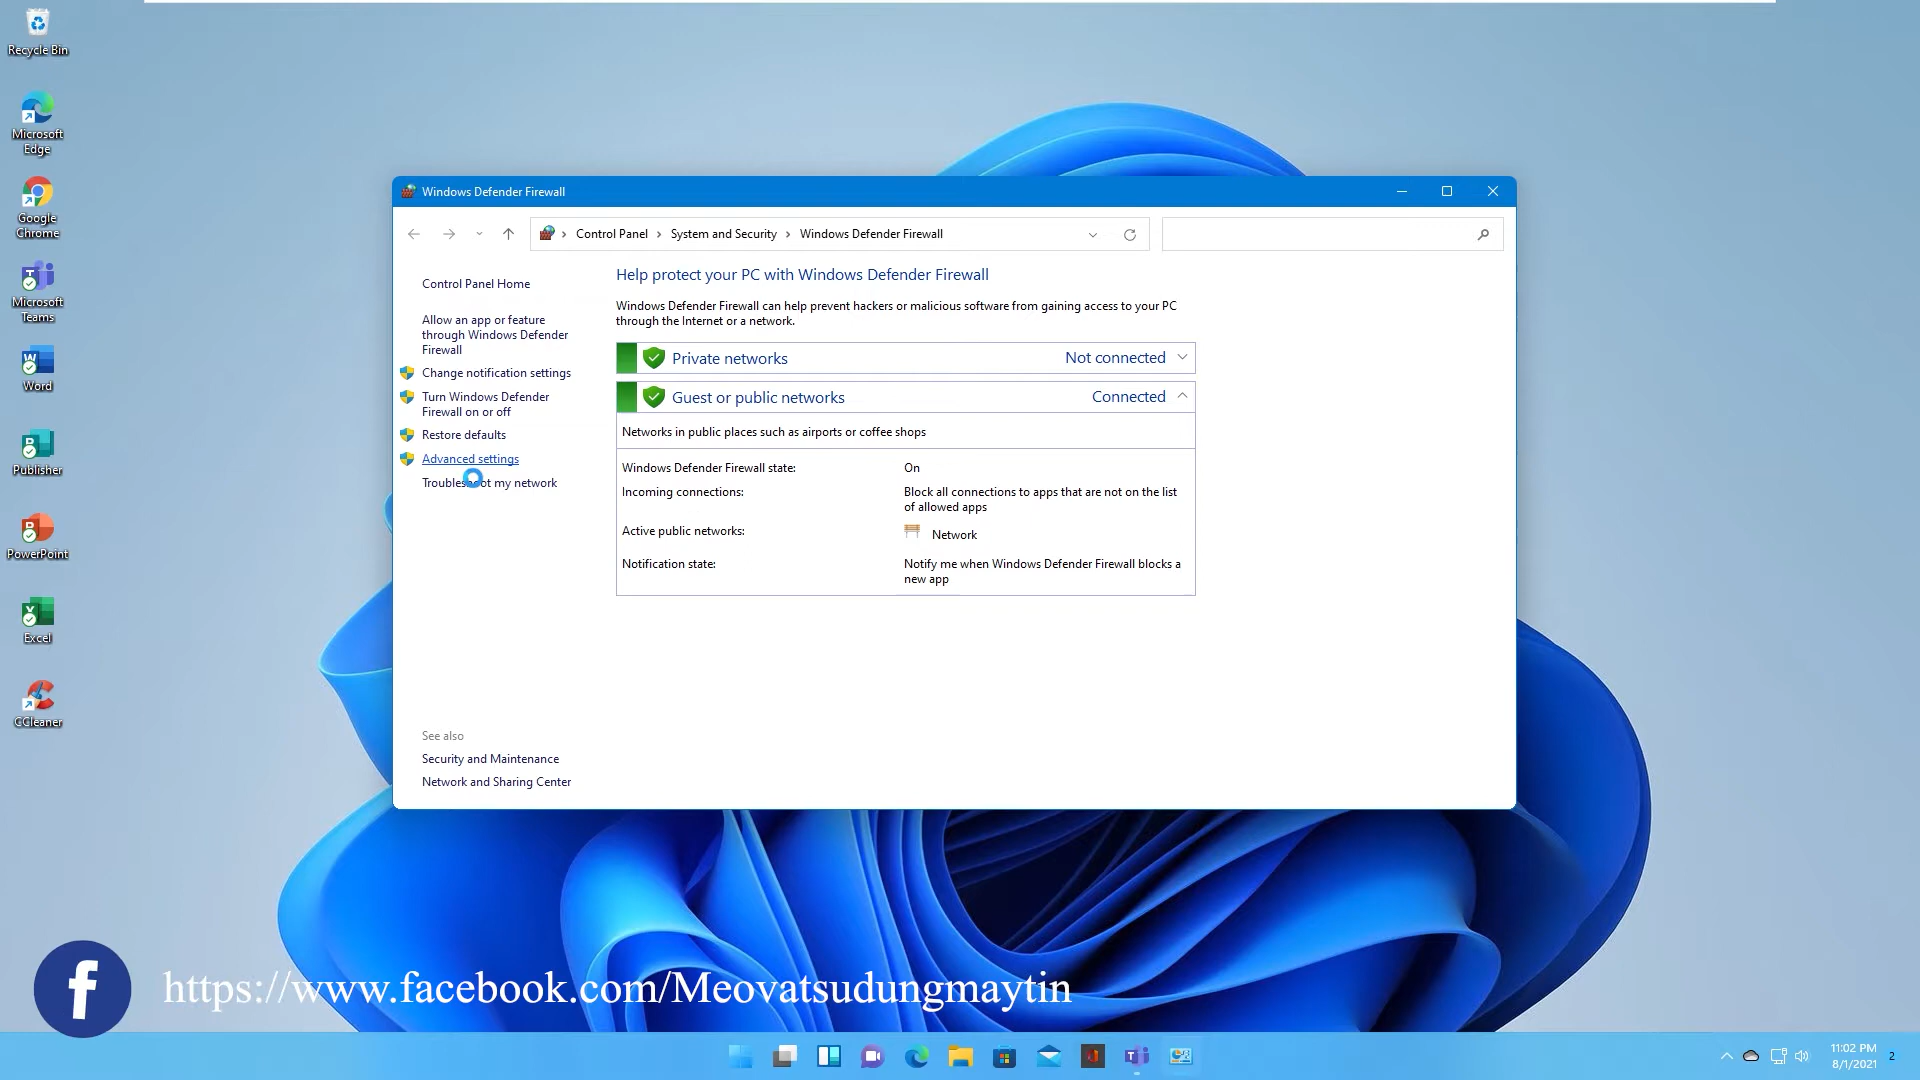 Recycle Bin
Microsoft
Edge
Google
Chrome
Microsoft
Teams
Word
Publisher
PowerPoint
Excel
CCleaner
Windows Defender Firewall
Control Panel
System and Security
Windows Defender Firewall
Control Panel Home
Allow an app or feature
through Windows Defender
Firewall
Change notification settings
Turn Windows Defender
Firewall on or off
Restore defaults
Advanced settings
Troubleshoot my network
See also
Security and Maintenance
Network and Sharing Center
Help protect your PC with Windows Defender Firewall
Windows Defender Firewall can help prevent hackers or malicious software from gaining access to your PC
through the Internet or a network.
Private networks Not connected
Guest or public networks Connected
Networks in public places such as airports or coffee shops
Windows Defender Firewall state: On
Incoming connections: Block all connections to apps that are not on the list
of allowed apps
Active public networks: Network
Notification state: Notify me when Windows Defender Firewall blocks a
new app
f
https://www.facebook.com/Meovatsudungmaytin
11:02 PM
8/1/2021
2